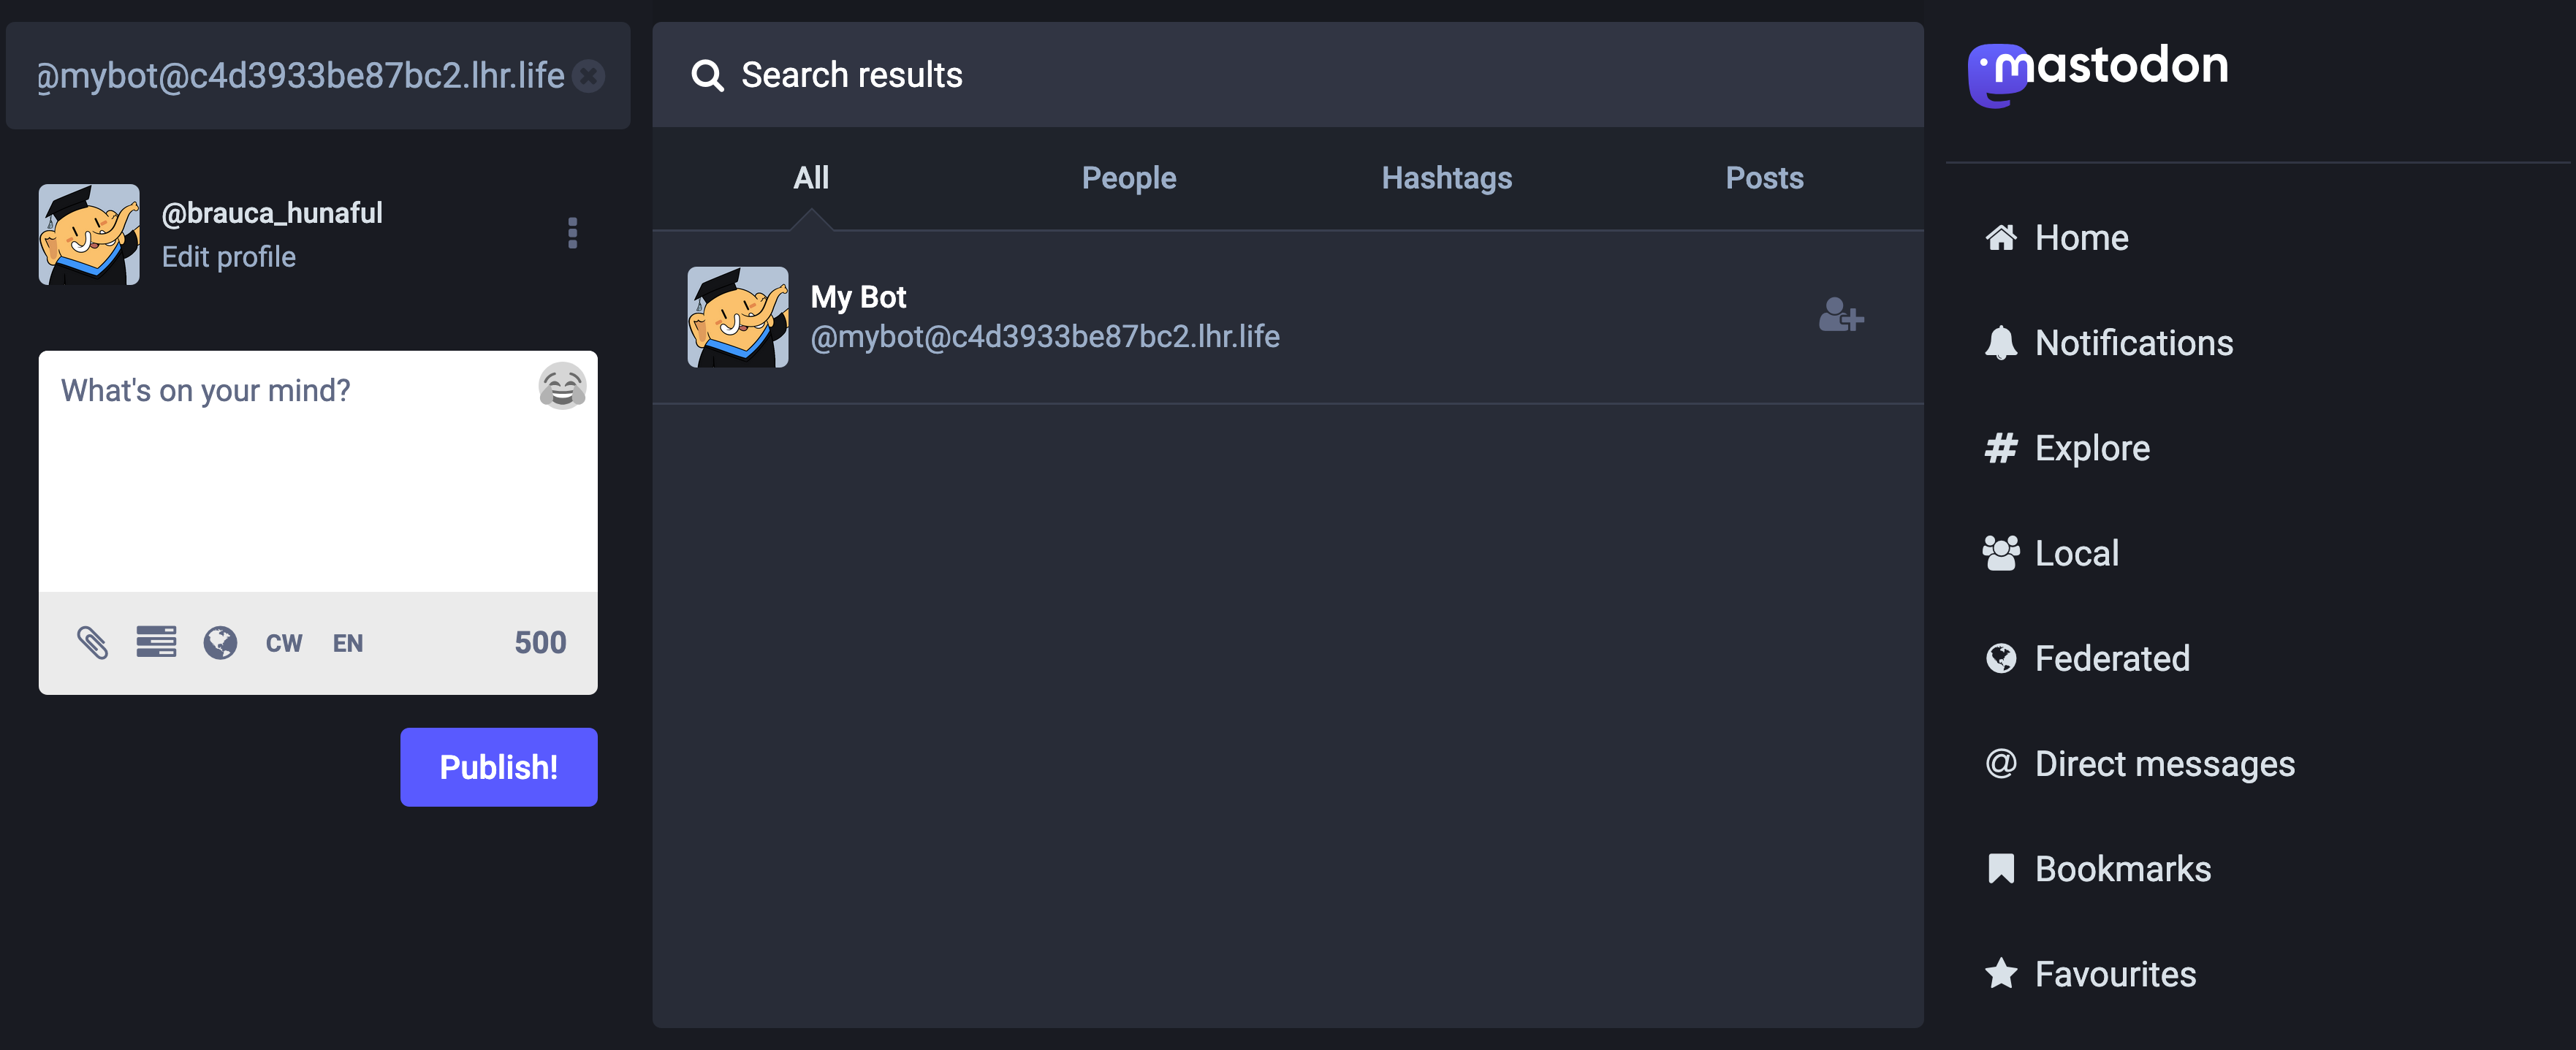 @mybot@c4d3933be87bc2.lhr.life
@brauca_hunaful
Edit profile
What's on your mind?
CW EN 500
Publish!
Search results
All People Hashtags Posts
My Bot
@mybot@c4d3933be87bc2.lhr.life
mastodon
Home
Notifications
# Explore
Local
Federated
@ Direct messages
Bookmarks
Favourites